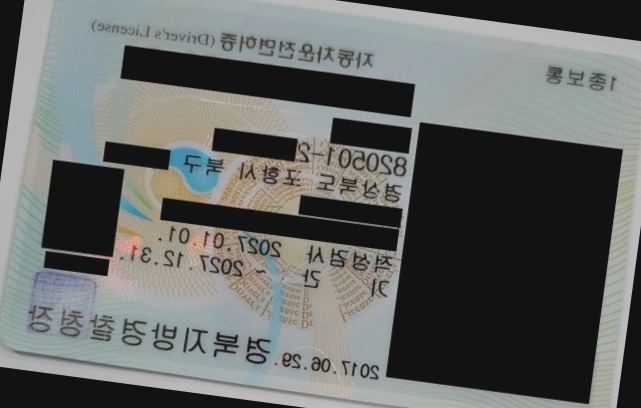 1종보통
자동차운전면허증 (Driver's License)
820501-2
경상북도 포항시 북구
적성검사 2027.01.01.
기 간 ~ 2027.12.31.
2017.06.29.
경북지방경찰청장